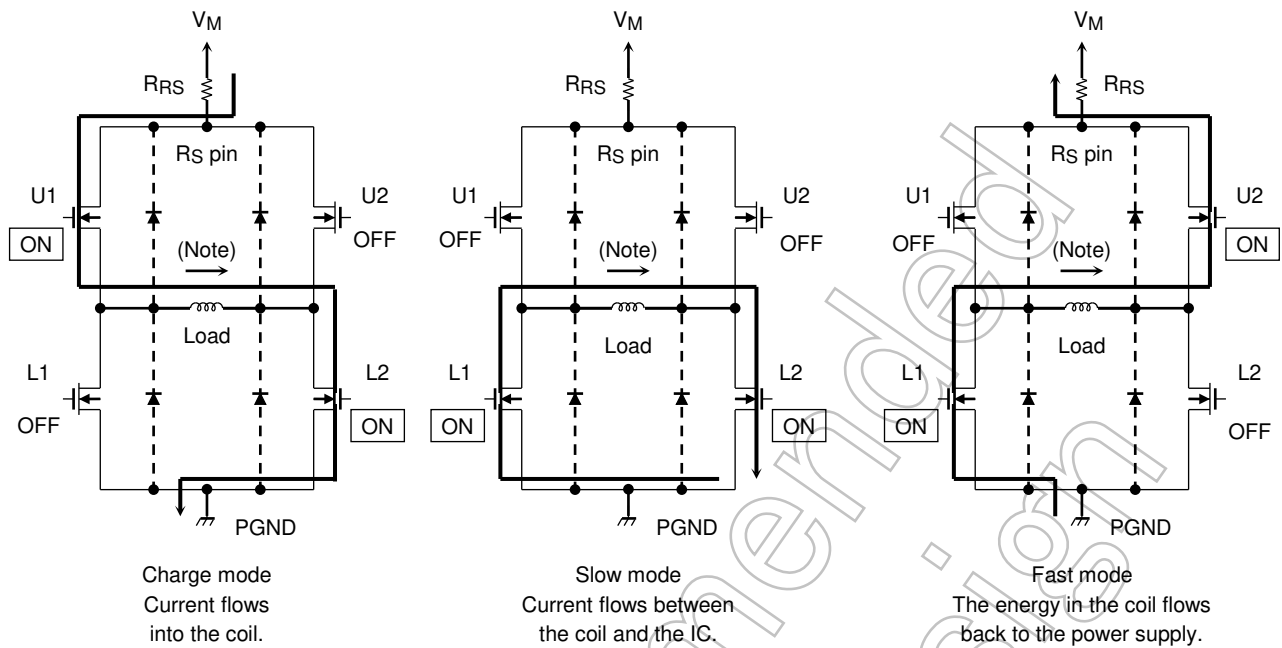 VM
VM
VM
RRS
RRS
RRS
RS pin
RS pin
RS pin
U1
U2
U1
U2
U1
U2
ON
OFF
OFF
OFF
OFF
ON
(Note)
(Note)
(Note)
Load
Load
Load
L1
L2
L1
L2
L1
L2
OFF
ON
ON
ON
ON
OFF
PGND
PGND
PGND
Charge mode
Current flows
into the coil.
Slow mode
Current flows between
the coil and the IC.
Fast mode
The energy in the coil flows
back to the power supply.